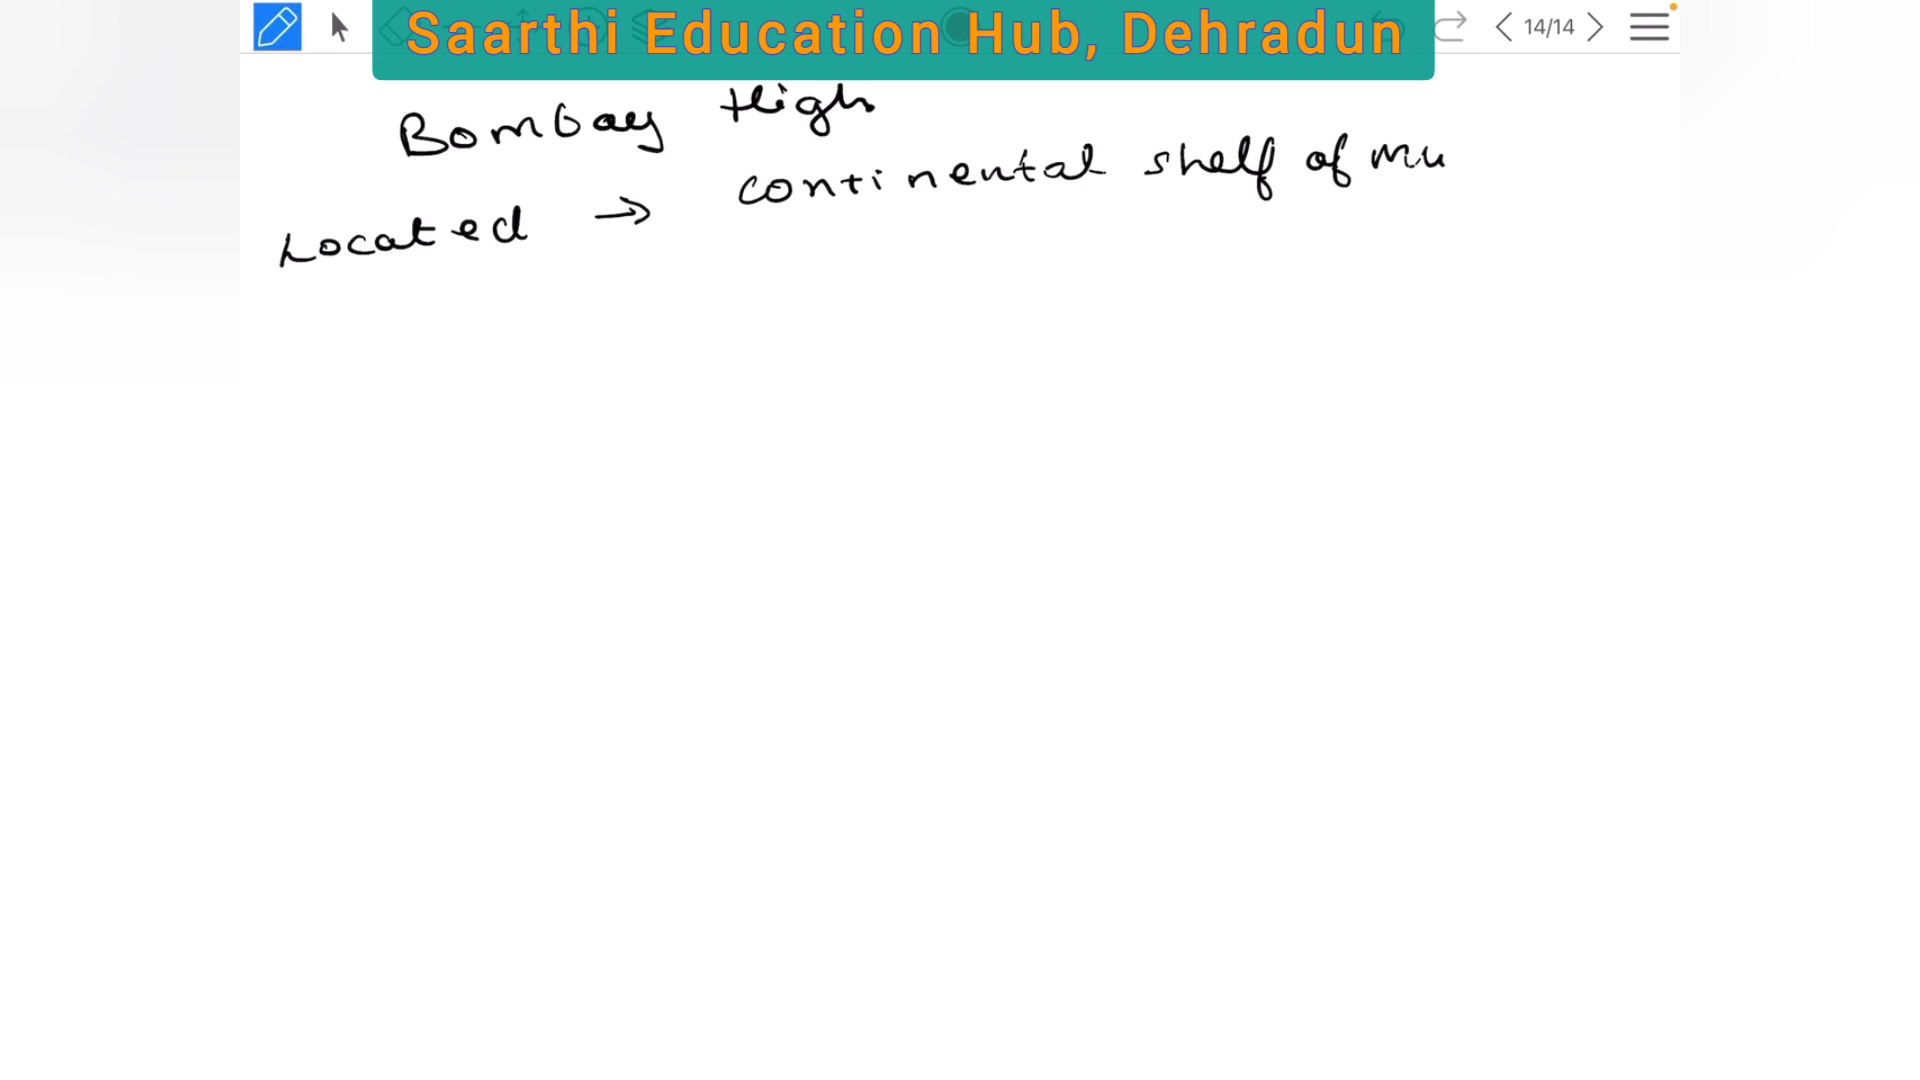 Saarthi Education Hub, Dehradun
14/14
Bombay High
Located → continental shelf of Mu